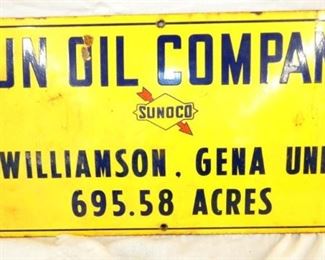 UN OIL COMPAN
SUNOCO
WILLIAMSON, GENA UNI
695.58 ACRES